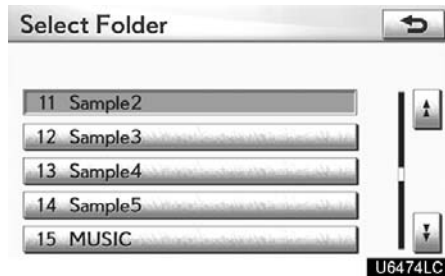 Select Folder
11 Sample2
12 Sample3
13 Sample4
14 Sample5
15 MUSIC
U6474LC